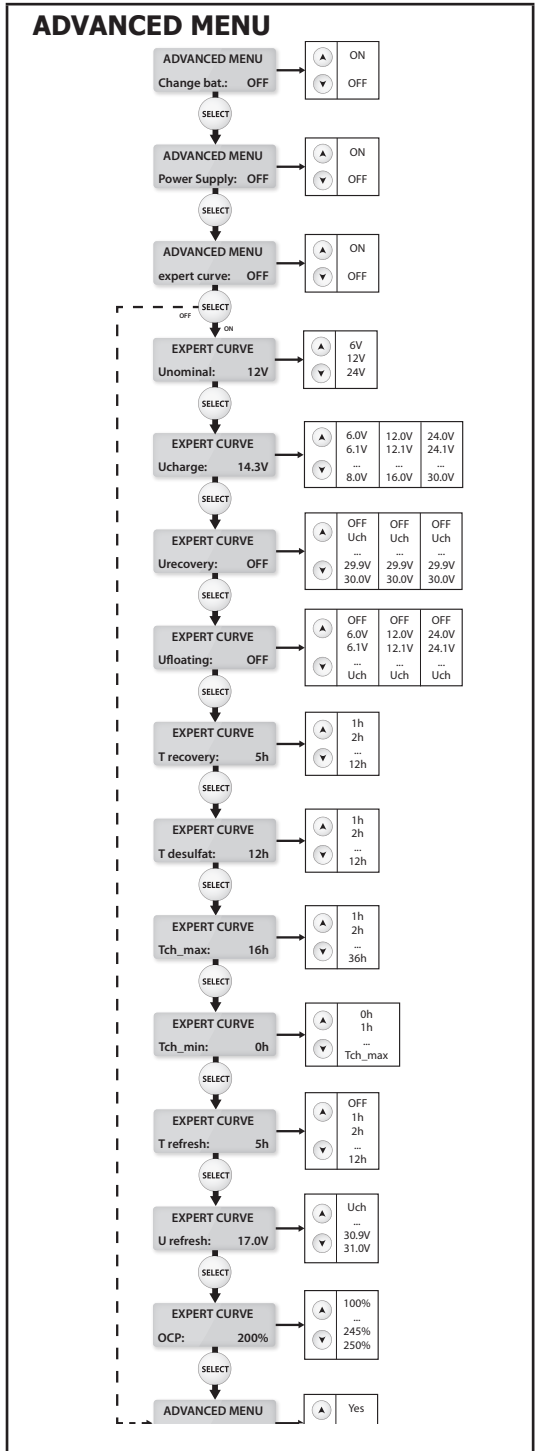 ADVANCED MENU
ADVANCED MENU
Change bat.: OFF
ON
OFF
SELECT
ADVANCED MENU
Power Supply: OFF
ON
OFF
SELECT
ADVANCED MENU
expert curve: OFF
ON
OFF
OFF
SELECT
ON
EXPERT CURVE
Unominal: 12V
6V
12V
24V
SELECT
EXPERT CURVE
Ucharge: 14.3V
6.0V 12.0V 24.0V
6.1V 12.1V 24.1V
... ... ...
8.0V 16.0V 30.0V
SELECT
EXPERT CURVE
Urecovery: OFF
OFF OFF OFF
Uch Uch Uch
... ... ...
29.9V 29.9V 29.9V
30.0V 30.0V 30.0V
SELECT
EXPERT CURVE
Ufloating: OFF
OFF OFF OFF
6.0V 12.0V 24.0V
6.1V 12.1V 24.1V
... ... ...
Uch Uch Uch
SELECT
EXPERT CURVE
T recovery: 5h
1h
2h
...
12h
SELECT
EXPERT CURVE
T desulfat: 12h
1h
2h
...
12h
SELECT
EXPERT CURVE
Tch_max: 16h
1h
2h
...
36h
SELECT
EXPERT CURVE
Tch_min: 0h
0h
1h
...
Tch_max
SELECT
EXPERT CURVE
T refresh: 5h
OFF
1h
2h
...
12h
SELECT
EXPERT CURVE
U refresh: 17.0V
Uch
...
30.9V
31.0V
SELECT
EXPERT CURVE
OCP: 200%
100%
...
245%
250%
SELECT
ADVANCED MENU
Yes